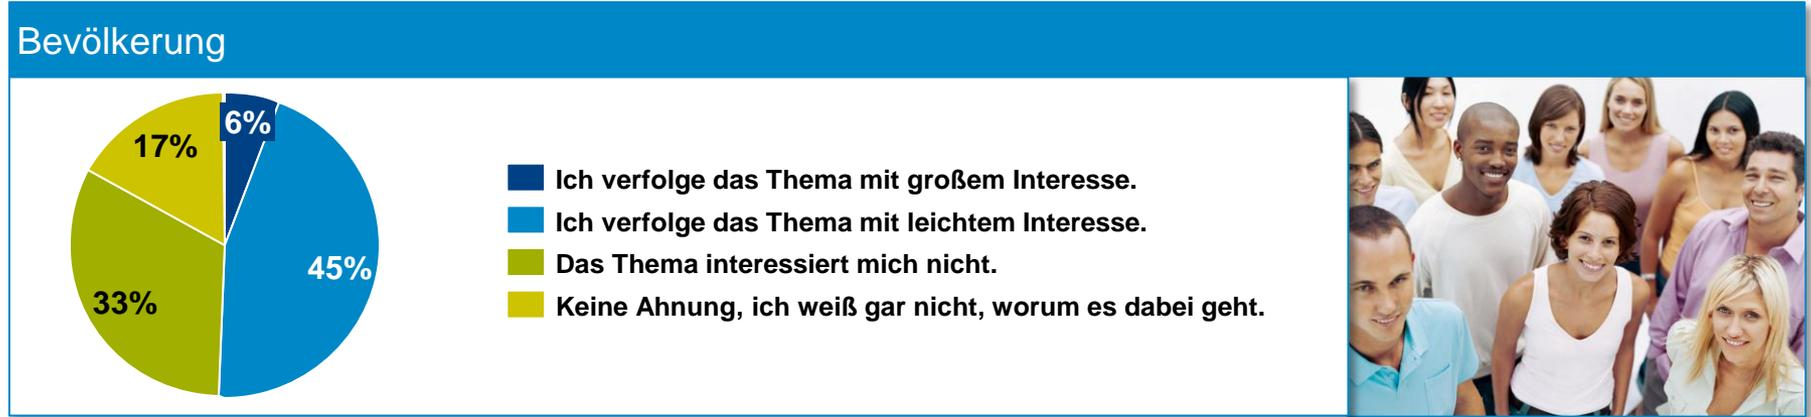 Bevölkerung
6%
17%
45%
33%
Ich verfolge das Thema mit großem Interesse.
Ich verfolge das Thema mit leichtem Interesse.
Das Thema interessiert mich nicht.
Keine Ahnung, ich weiß gar nicht, worum es dabei geht.